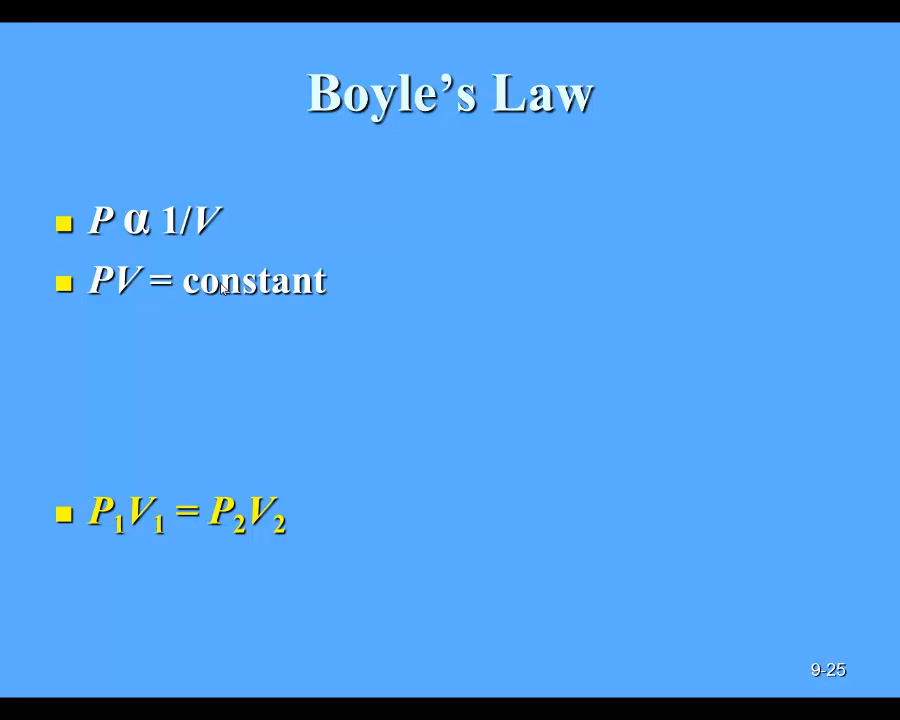 Boyle’s Law
P α 1/V
PV = constant
P₁V₁ = P₂V₂
9-25